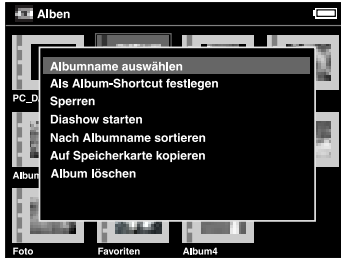 Alben
Albumname auswählen
Als Album-Shortcut festlegen
Sperren
Diashow starten
Nach Albumname sortieren
Auf Speicherkarte kopieren
Album löschen
PC_D
Album
Foto
Favoriten
Album4